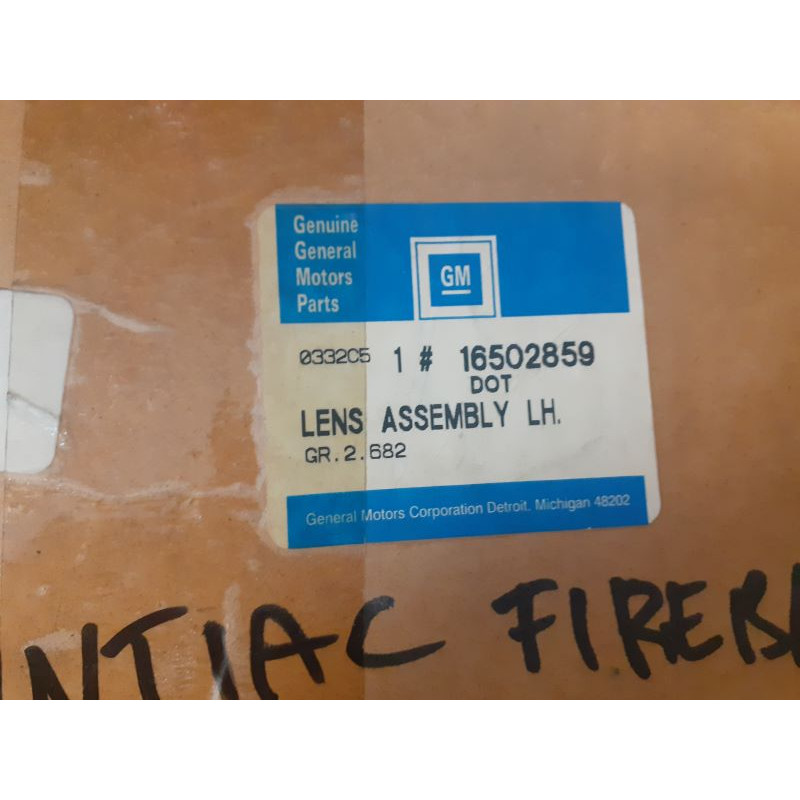 Genuine
General
Motors
Parts
GM
0332C5 1 # 16502859
DOT
LENS ASSEMBLY LH.
GR.2.682
General Motors Corporation Detroit, Michigan 48202
NTIAC FIREB